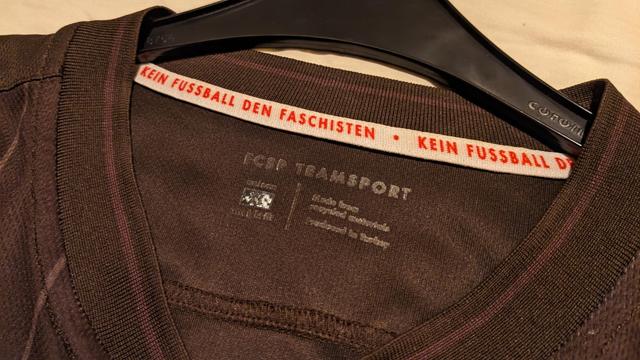 KEIN FUSSBALL DEN FASCHISTEN • KEIN FUSSBALL DE
FCSP TEAMSPORT
Made from
recycled materials
Produced in Turkey